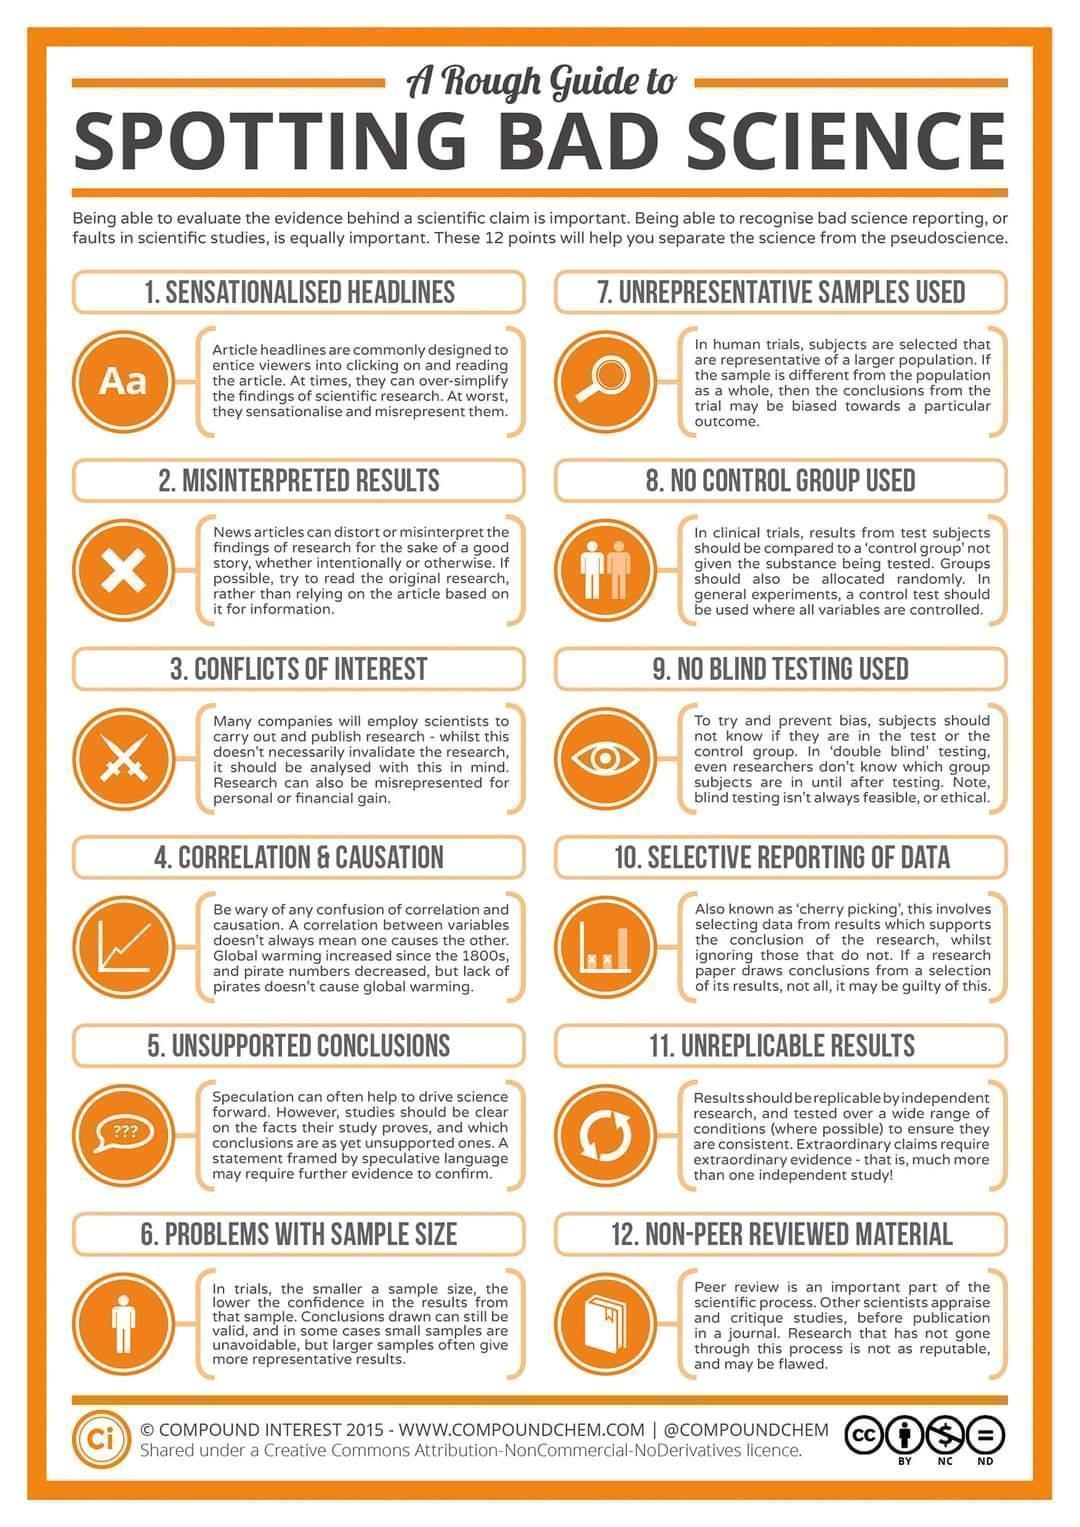 A Rough Guide to
SPOTTING BAD SCIENCE
Being able to evaluate the evidence behind a scientific claim is important. Being able to recognise bad science reporting, or
faults in scientific studies, is equally important. These 12 points will help you separate the science from the pseudoscience.
1. SENSATIONALISED HEADLINES
Aa
Article headlines are commonly designed to
entice viewers into clicking on and reading
the article. At times, they can over-simplify
the findings of scientific research. At worst,
they sensationalise and misrepresent them.
2. MISINTERPRETED RESULTS
News articles can distort or misinterpret the
findings of research for the sake of a good
story, whether intentionally or otherwise. If
possible, try to read the original research,
rather than relying on the article based on
it for information.
3. CONFLICTS OF INTEREST
Many companies will employ scientists to
carry out and publish research - whilst this
doesn't necessarily invalidate the research,
it should be analysed with this in mind.
Research can also be misrepresented for
personal or financial gain.
4. CORRELATION & CAUSATION
Be wary of any confusion of correlation and
causation. A correlation between variables
doesn't always mean one causes the other.
Global warming increased since the 1800s,
and pirate numbers decreased, but lack of
pirates doesn't cause global warming.
5. UNSUPPORTED CONCLUSIONS
???
Speculation can often help to drive science
forward. However, studies should be clear
on the facts their study proves, and which
conclusions are as yet unsupported ones. A
statement framed by speculative language
may require further evidence to confirm.
6. PROBLEMS WITH SAMPLE SIZE
In trials, the smaller a sample size, the
lower the confidence in the results from
that sample. Conclusions drawn can still be
valid, and in some cases small samples are
unavoidable, but larger samples often give
more representative results.
7. UNREPRESENTATIVE SAMPLES USED
In human trials, subjects are selected that
are representative of a larger population. If
the sample is different from the population
as a whole, then the conclusions from the
trial may be biased towards a particular
outcome.
8. NO CONTROL GROUP USED
In clinical trials, results from test subjects
should be compared to a 'control group' not
given the substance being tested. Groups
should also be allocated randomly. In
general experiments, a control test should
be used where all variables are controlled.
9. NO BLIND TESTING USED
To try and prevent bias, subjects should
not know if they are in the test or the
control group. In 'double blind' testing,
even researchers don't know which group
subjects are in until after testing. Note,
blind testing isn't always feasible, or ethical.
10. SELECTIVE REPORTING OF DATA
Also known as 'cherry picking', this involves
selecting data from results which supports
the conclusion of the research, whilst
ignoring those that do not. If a research
paper draws conclusions from a selection
of its results, not all, it may be guilty of this.
11. UNREPLICABLE RESULTS
Results should be replicable by independent
research, and tested over a wide range of
conditions (where possible) to ensure they
are consistent. Extraordinary claims require
extraordinary evidence - that is, much more
than one independent study!
12. NON-PEER REVIEWED MATERIAL
Peer review is an important part of the
scientific process. Other scientists appraise
and critique studies, before publication
in a journal. Research that has not gone
through this process is not as reputable,
and may be flawed.
Ci
© COMPOUND INTEREST 2015 - WWW.COMPOUNDCHEM.COM | @COMPOUNDCHEM
Shared under a Creative Commons Attribution-NonCommercial-NoDerivatives licence.
cc
BY NC ND